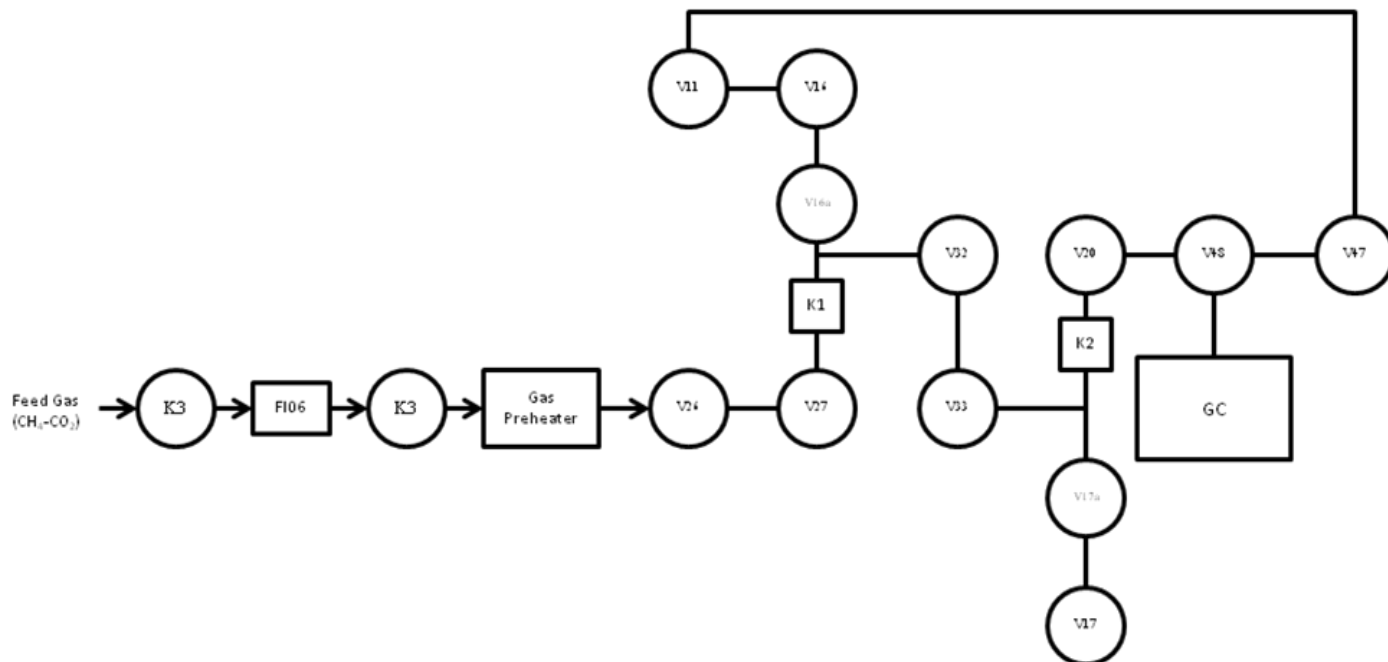 V11
V16
V16a
V32
V20
V48
V47
K1
K2
Feed Gas
(CH₄-CO₂)
K3
FI06
K3
Gas
Preheater
V26
V27
V33
GC
V17a
V17